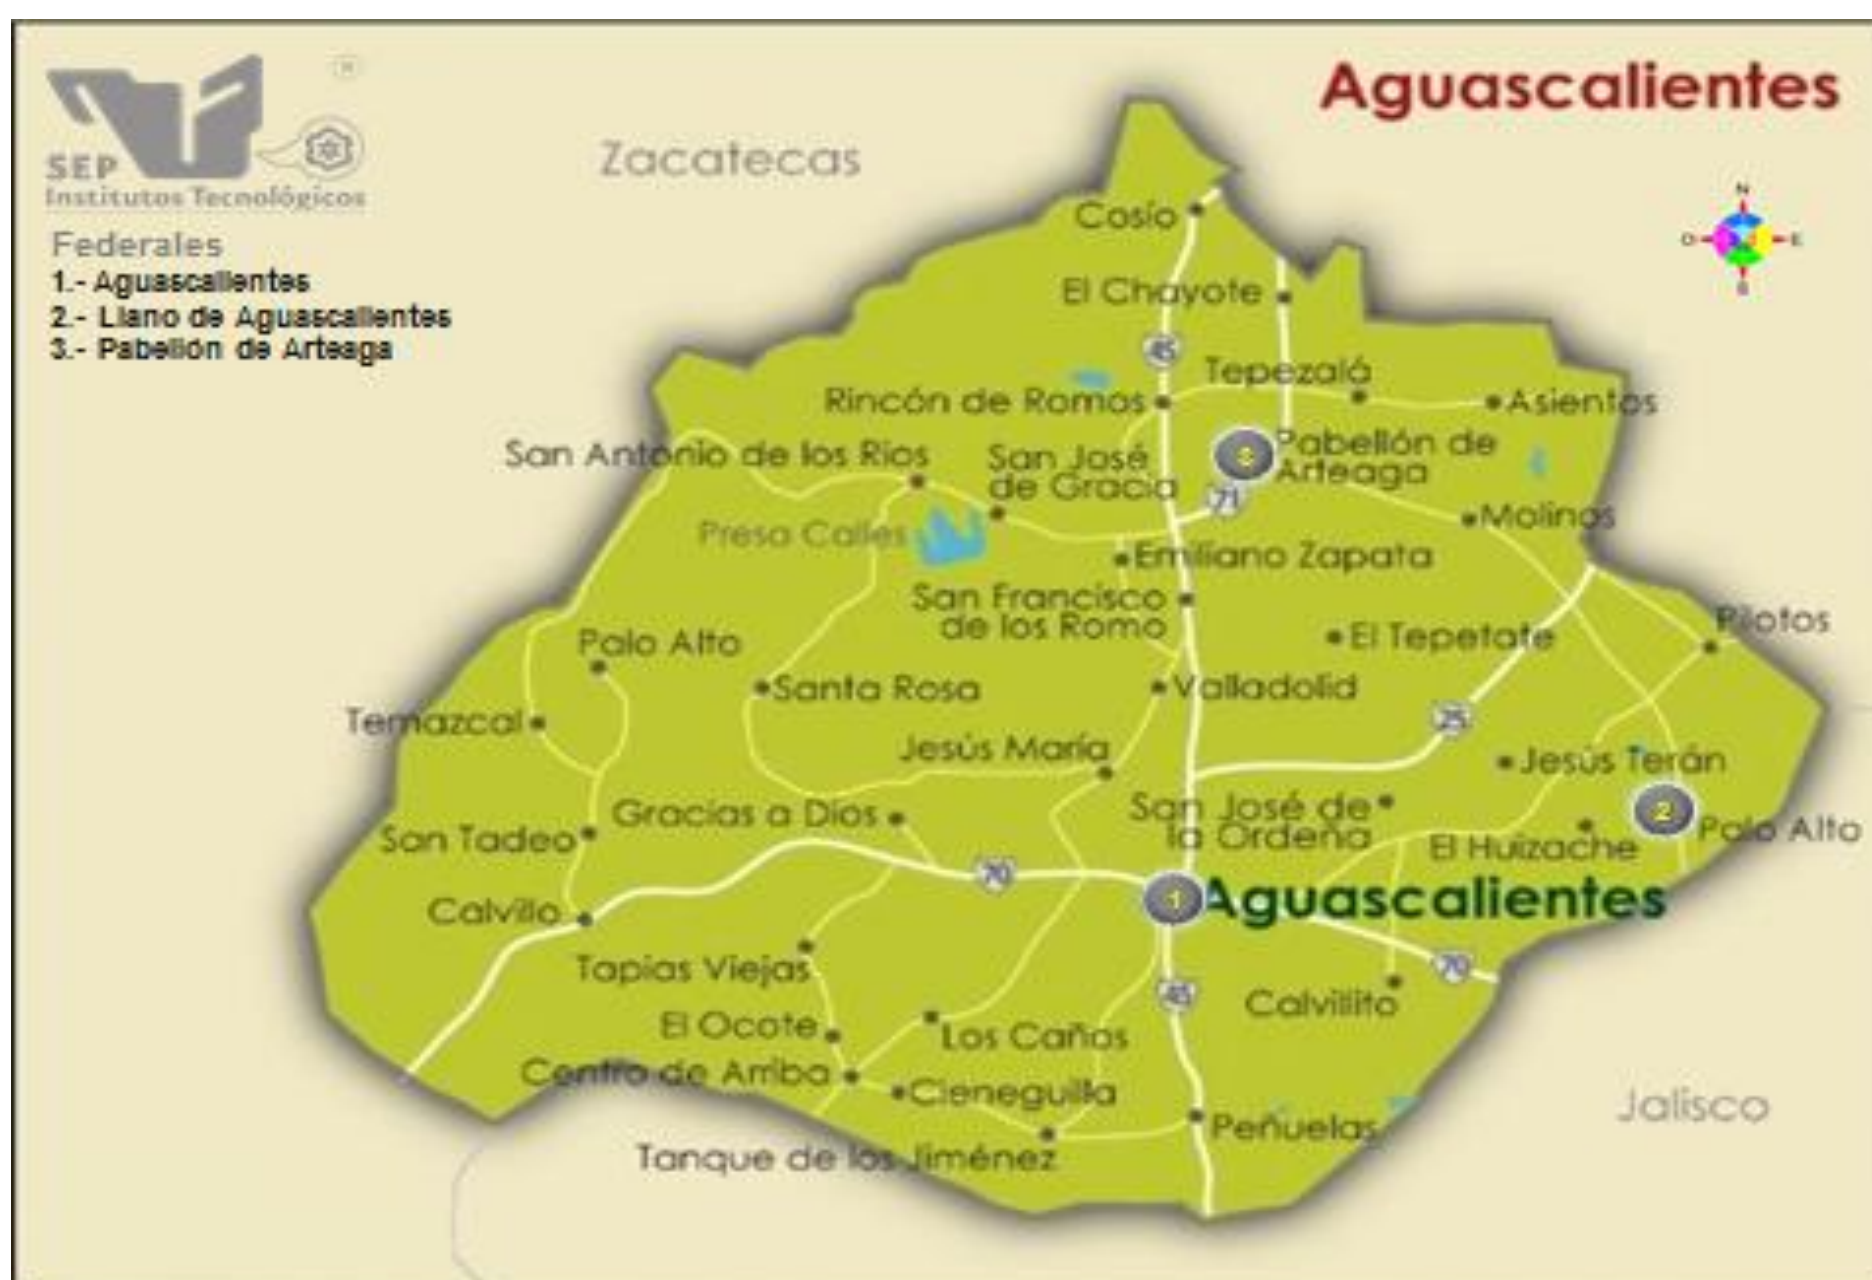 Aguascalientes
SEP
Institutos Tecnológicos
Federales
1.- Aguascalientes
2.- Llano de Aguascalientes
3.- Pabellón de Arteaga
Zacatecas
N
O
E
S
Cosío
El Chayote
45
Tepezalá
Rincón de Romos
Asientos
San Antonio de los Rios
San José
de Gracia
3
Pabellón de
Arteaga
71
Presa Calles
Molinos
Emiliano Zapata
San Francisco
de los Romo
Pilotos
El Tepetate
Palo Alto
Santa Rosa
Valladolid
Temazcal
25
Jesús María
Jesús Terán
Gracias a Dios
San José de
la Ordeña
2
Palo Alto
San Tadeo
El Huizache
70
1
Aguascalientes
Calvillo
Tapias Viejas
70
45
Calvillito
El Ocote
Los Caños
Centro de Arriba
Cieneguilla
Jalisco
Peñuelas
Tanque de los Jiménez